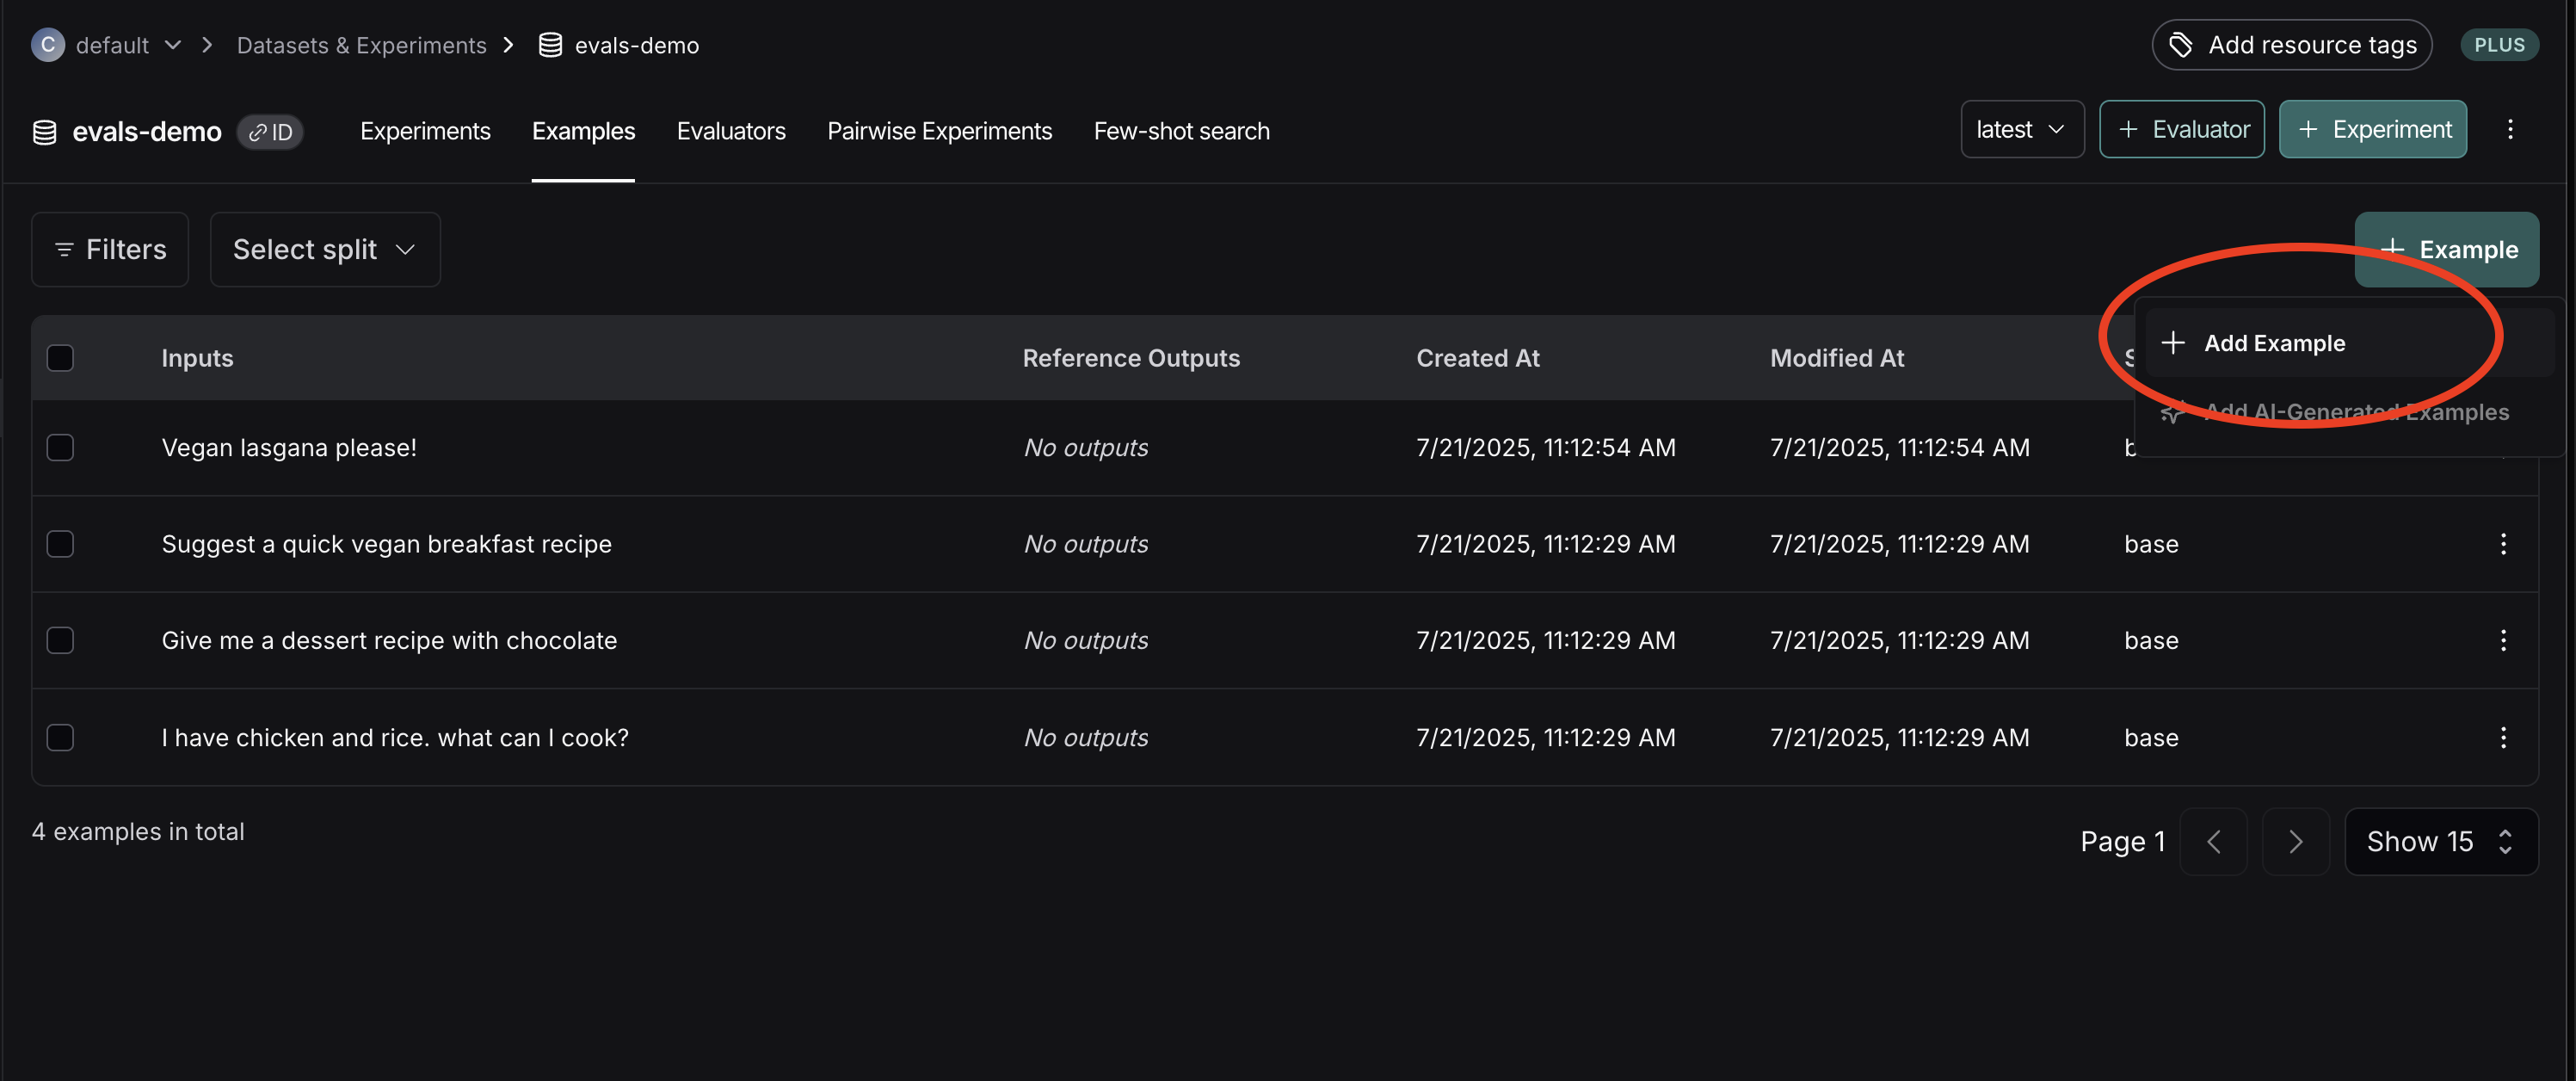 C default Datasets & Experiments evals-demo Add resource tags PLUS
evals-demo ID Experiments Examples Evaluators Pairwise Experiments Few-shot search latest + Evaluator + Experiment
Filters Select split + Example
Add Example
Add AI-Generated Examples
Inputs Reference Outputs Created At Modified At
Vegan lasgana please! No outputs 7/21/2025, 11:12:54 AM 7/21/2025, 11:12:54 AM
Suggest a quick vegan breakfast recipe No outputs 7/21/2025, 11:12:29 AM 7/21/2025, 11:12:29 AM base
Give me a dessert recipe with chocolate No outputs 7/21/2025, 11:12:29 AM 7/21/2025, 11:12:29 AM base
I have chicken and rice. what can I cook? No outputs 7/21/2025, 11:12:29 AM 7/21/2025, 11:12:29 AM base
4 examples in total Page 1 Show 15